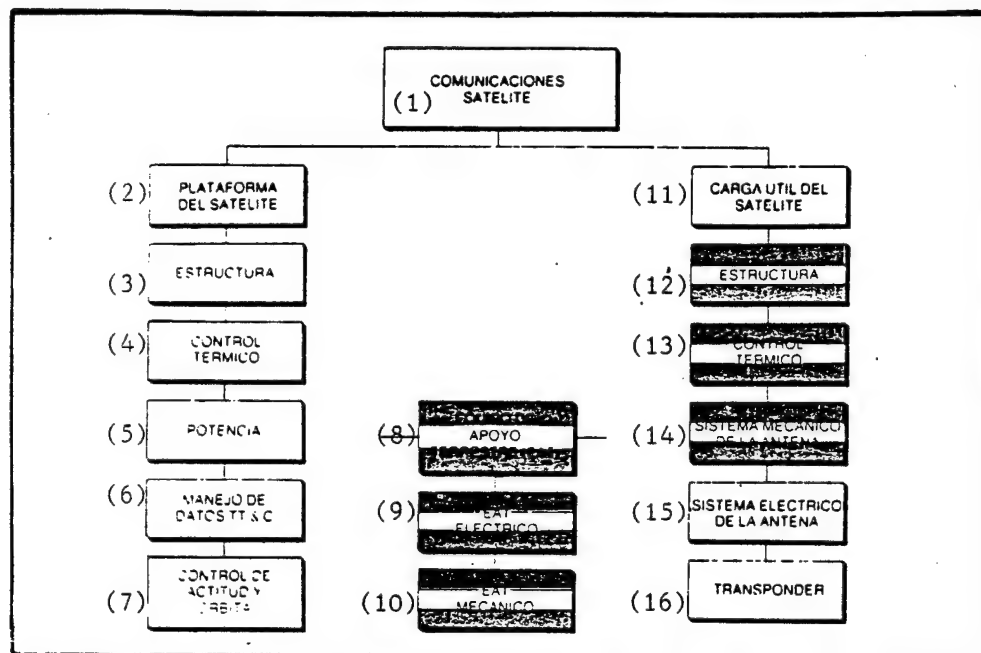 (1)
COMUNICACIONES
SATELITE
(2)
PLATAFORMA
DEL SATELITE
(3)
ESTRUCTURA
(4)
CONTROL
TERMICO
(5)
POTENCIA
(6)
MANEJO DE
DATOS TT & C
(7)
CONTROL DE
ACTITUD Y
ORBITA
(8)
APOYO
(9)
EAT
ELECTRICO
(10)
EAT
MECANICO
(11)
CARGA UTIL DEL
SATELITE
(12)
ESTRUCTURA
(13)
CONTROL
TERMICO
(14)
SISTEMA MECANICO
DE LA ANTENA
(15)
SISTEMA ELECTRICO
DE LA ANTENA
(16)
TRANSPONDER